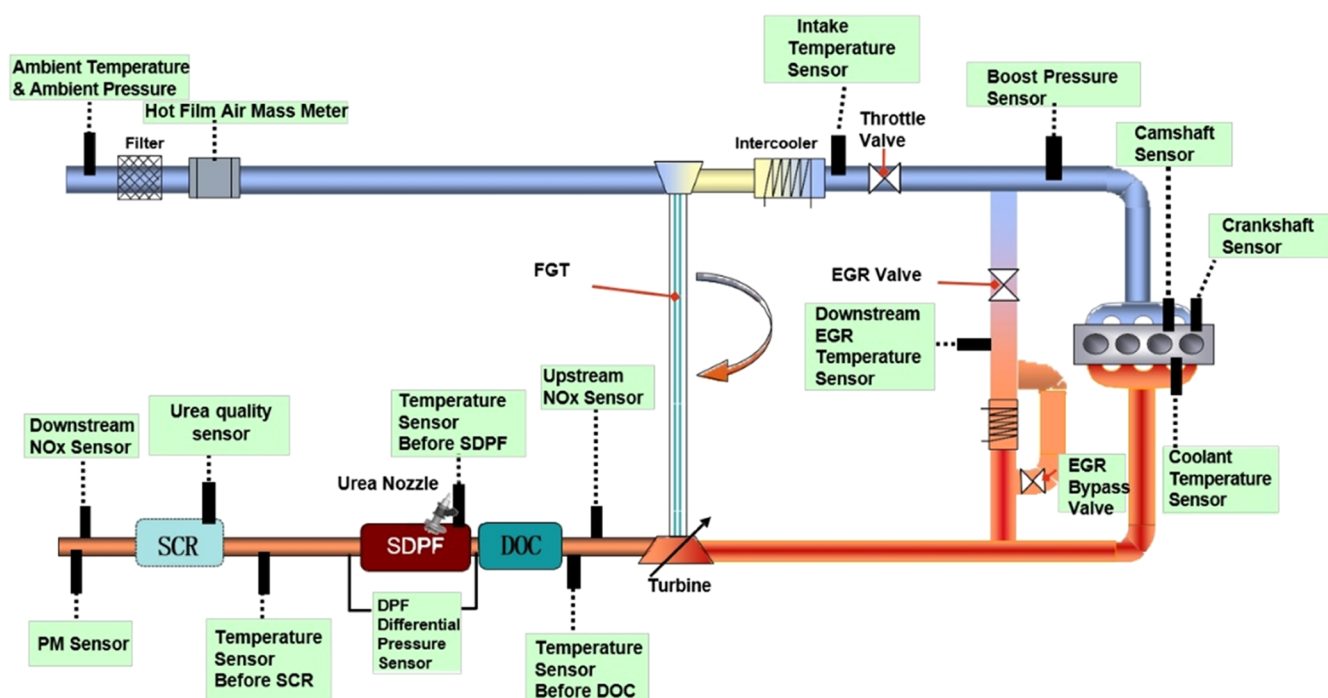 Ambient Temperature
& Ambient Pressure
Hot Film Air Mass Meter
Filter
Intake
Temperature
Sensor
Intercooler
Throttle
Valve
Boost Pressure
Sensor
Camshaft
Sensor
Crankshaft
Sensor
FGT
EGR Valve
Downstream
EGR
Temperature
Sensor
EGR
Bypass
Valve
Coolant
Temperature
Sensor
Downstream
NOx Sensor
Urea quality
sensor
Temperature
Sensor
Before SDPF
Upstream
NOx Sensor
Urea Nozzle
SCR
SDPF
DOC
Turbine
PM Sensor
Temperature
Sensor
Before SCR
DPF
Differential
Pressure
Sensor
Temperature
Sensor
Before DOC